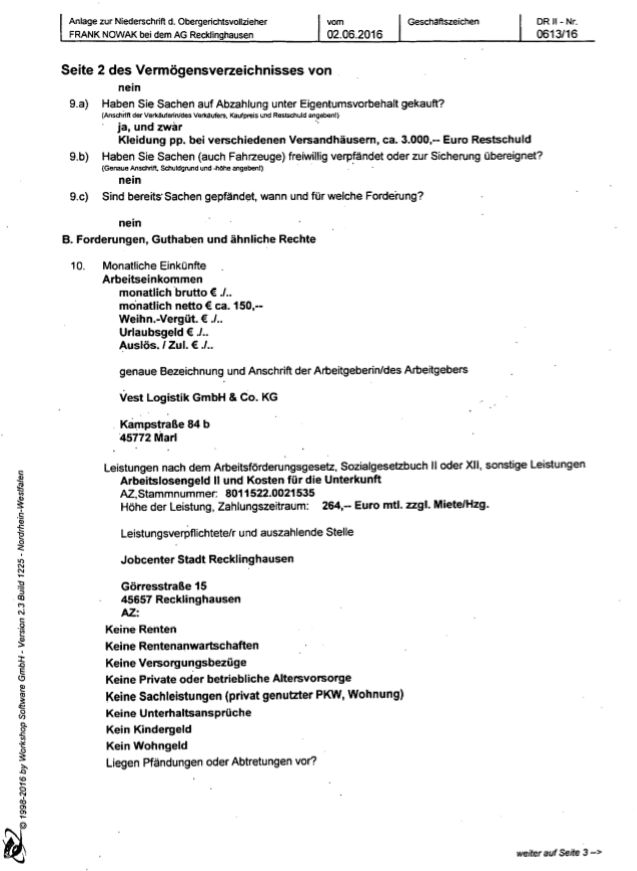 Anlage zur Niederschrift d. Obergerichtsvollzieher
FRANK NOWAK bei dem AG Recklinghausen
vom
02.06.2016
Geschäftszeichen
DR II - Nr.
0613/16
Seite 2 des Vermögensverzeichnisses von
nein
9.a) Haben Sie Sachen auf Abzahlung unter Eigentumsvorbehalt gekauft?
(Anschrift der Verkäuferin/des Verkäufers, Kaufpreis und Restschuld angeben!)
ja, und zwar
Kleidung pp. bei verschiedenen Versandhäusern, ca. 3.000,-- Euro Restschuld
9.b) Haben Sie Sachen (auch Fahrzeuge) freiwillig verpfändet oder zur Sicherung übereignet?
(Genaue Anschrift, Schuldgrund und -höhe angeben!)
nein
9.c) Sind bereits Sachen gepfändet, wann und für welche Forderung?
nein
B. Forderungen, Guthaben und ähnliche Rechte
10. Monatliche Einkünfte
Arbeitseinkommen
monatlich brutto € ./..
monatlich netto € ca. 150,--
Weihn.-Vergüt. € ./..
Urlaubsgeld € ./..
Auslös. / Zul. € ./..
genaue Bezeichnung und Anschrift der Arbeitgeberin/des Arbeitgebers
Vest Logistik GmbH & Co. KG
Kampstraße 84 b
45772 Marl
Leistungen nach dem Arbeitsförderungsgesetz, Sozialgesetzbuch II oder XII, sonstige Leistungen
Arbeitslosengeld II und Kosten für die Unterkunft
AZ,Stammnummer: 8011522.0021535
Höhe der Leistung, Zahlungszeitraum: 264,-- Euro mtl. zzgl. Miete/Hzg.
Leistungsverpflichtete/r und auszahlende Stelle
Jobcenter Stadt Recklinghausen
Görresstraße 15
45657 Recklinghausen
AZ:
Keine Renten
Keine Rentenanwartschaften
Keine Versorgungsbezüge
Keine Private oder betriebliche Altersvorsorge
Keine Sachleistungen (privat genutzter PKW, Wohnung)
Keine Unterhaltsansprüche
Kein Kindergeld
Kein Wohngeld
Liegen Pfändungen oder Abtretungen vor?
weiter auf Seite 3 -->
© 1998-2016 by Workshop Software GmbH - Version 2.3 Build 1225 - Nordrhein-Westfalen